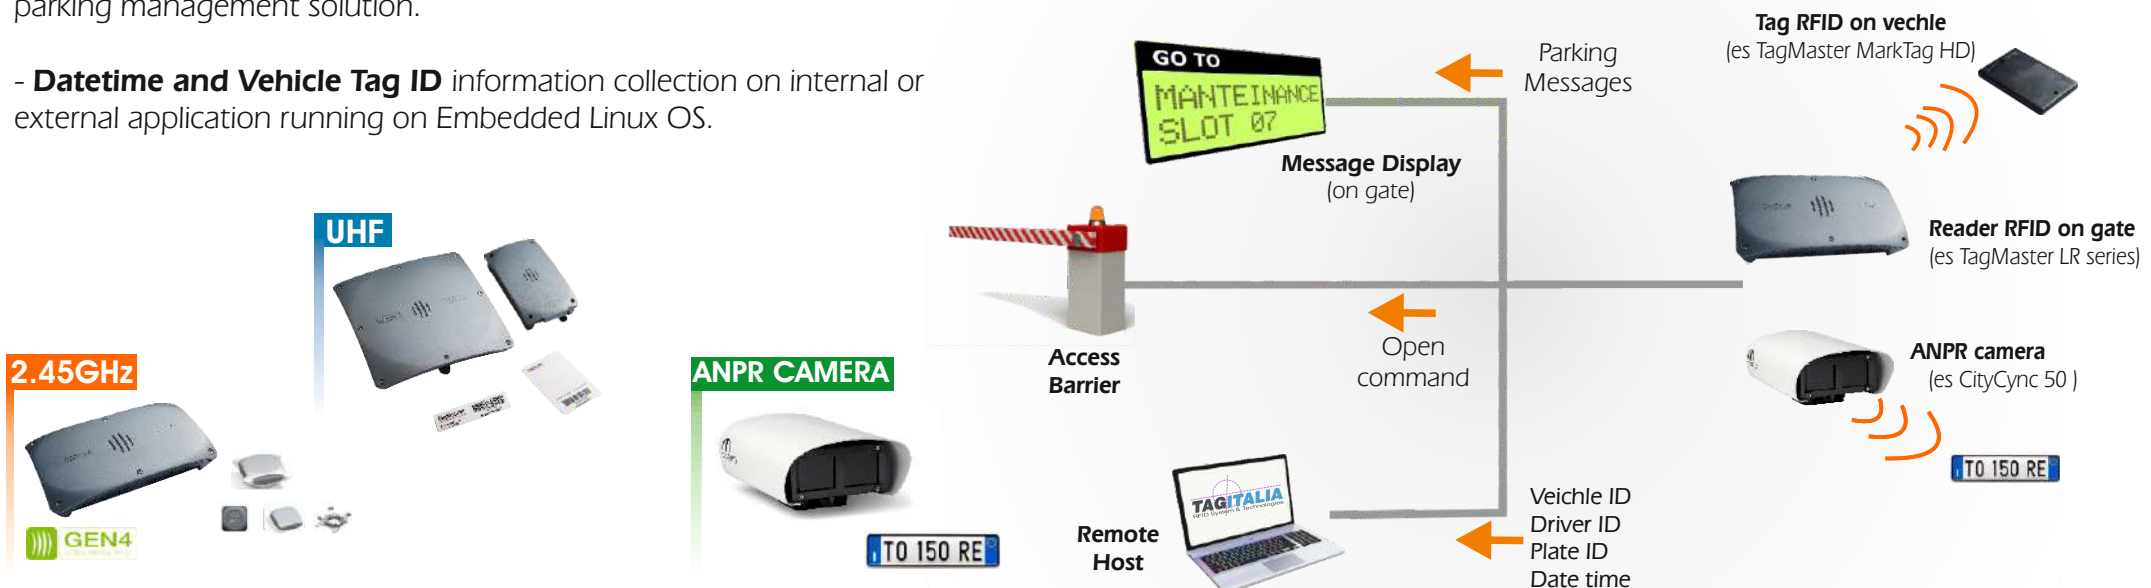 parking management solution.
- Datetime and Vehicle Tag ID information collection on internal or
external application running on Embedded Linux OS.
UHF
2.45GHz
GEN4
ANPR CAMERA
TO 150 RE
GO TO
MANTEINANCE
SLOT 07
Message Display
(on gate)
Parking
Messages
Tag RFID on vechle
(es TagMaster MarkTag HD)
Reader RFID on gate
(es TagMaster LR series)
Access
Barrier
Open
command
ANPR camera
(es CityCync 50 )
TO 150 RE
Remote
Host
TAGITALIA
RFID System & Technologies
Veichle ID
Driver ID
Plate ID
Date time